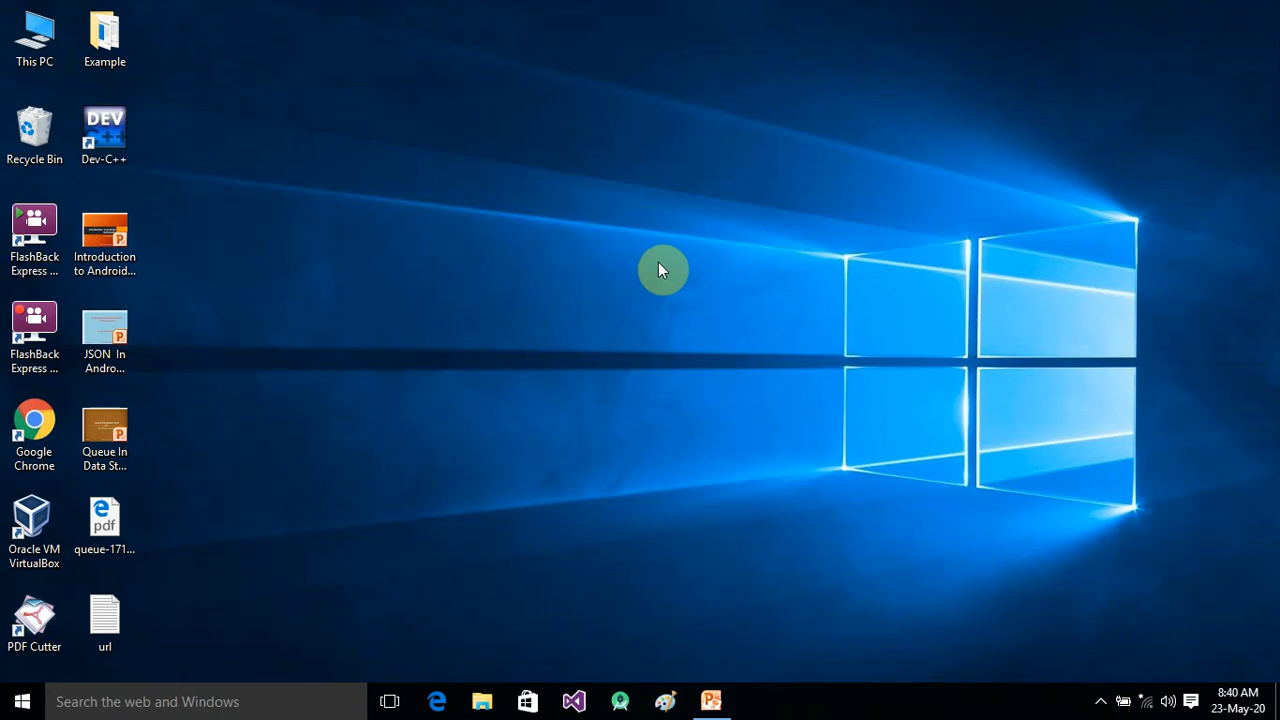 This PC
Example
Recycle Bin
DEV
Dev-C++
FlashBack
Express ...
Introduction
to Android...
FlashBack
Express ...
JSON In
Andro...
Google
Chrome
Queue In
Data St...
Oracle VM
VirtualBox
pdf
queue-171...
PDF Cutter
url
Search the web and Windows
8:40 AM
23-May-20